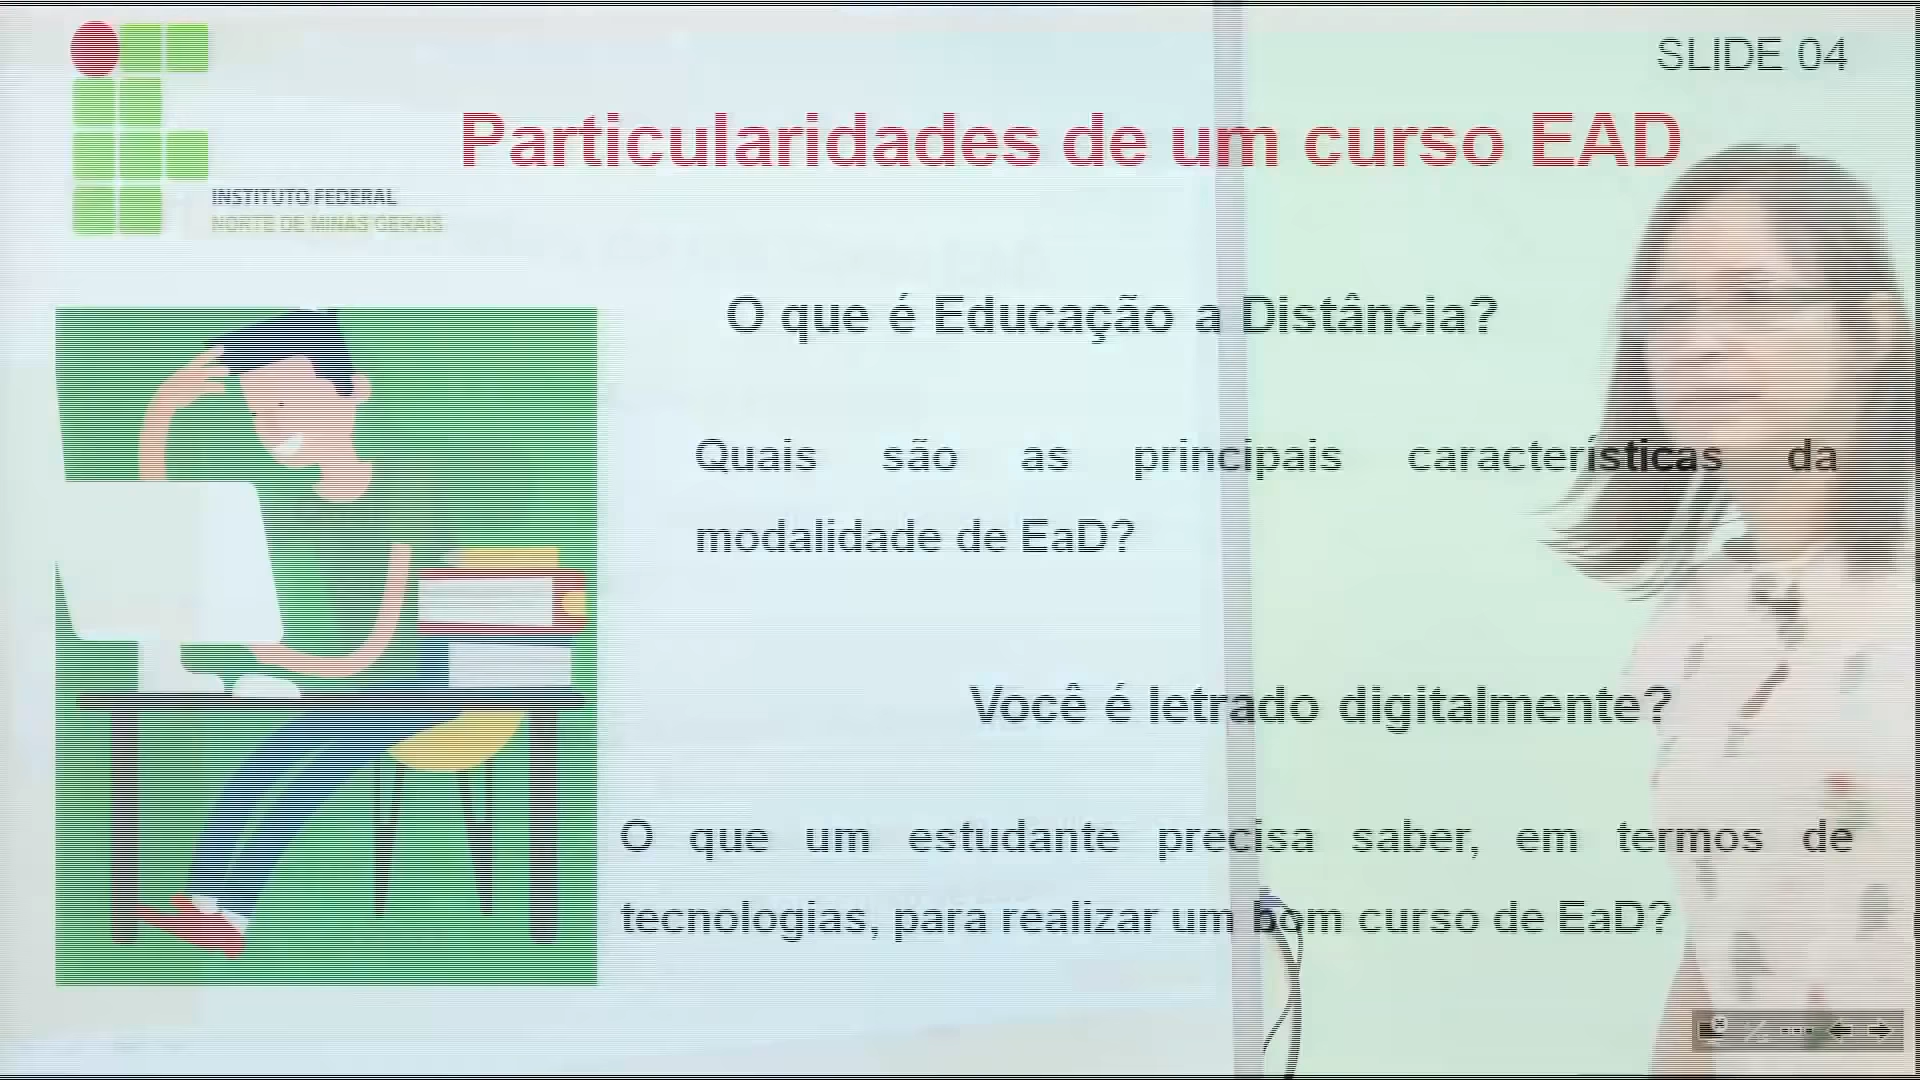 SLIDE 04
Particularidades de um curso EAD
INSTITUTO FEDERAL
NORTE DE MINAS GERAIS
O que é Educação a Distância?
Quais são as principais características da
modalidade de EaD?
Você é letrado digitalmente?
O que um estudante precisa saber, em termos de
tecnologias, para realizar um bom curso de EaD?